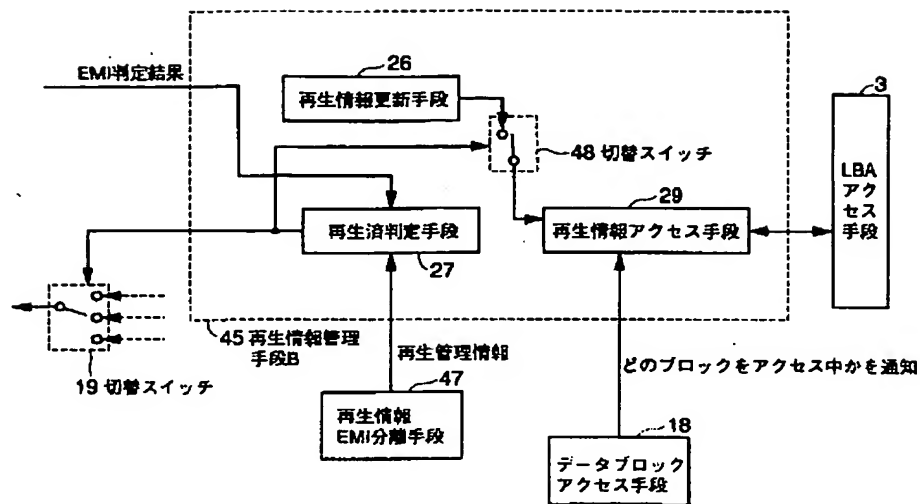 EMI判定結果
26
再生情報更新手段
48 切替スイッチ
3
LBA
アク
セス
手段
29
再生情報アクセス手段
再生済判定手段
27
45 再生情報管理
手段B
再生管理情報
どのブロックをアクセス中かを通知
19 切替スイッチ
47
再生情報
EMI分離手段
18
データブロック
アクセス手段